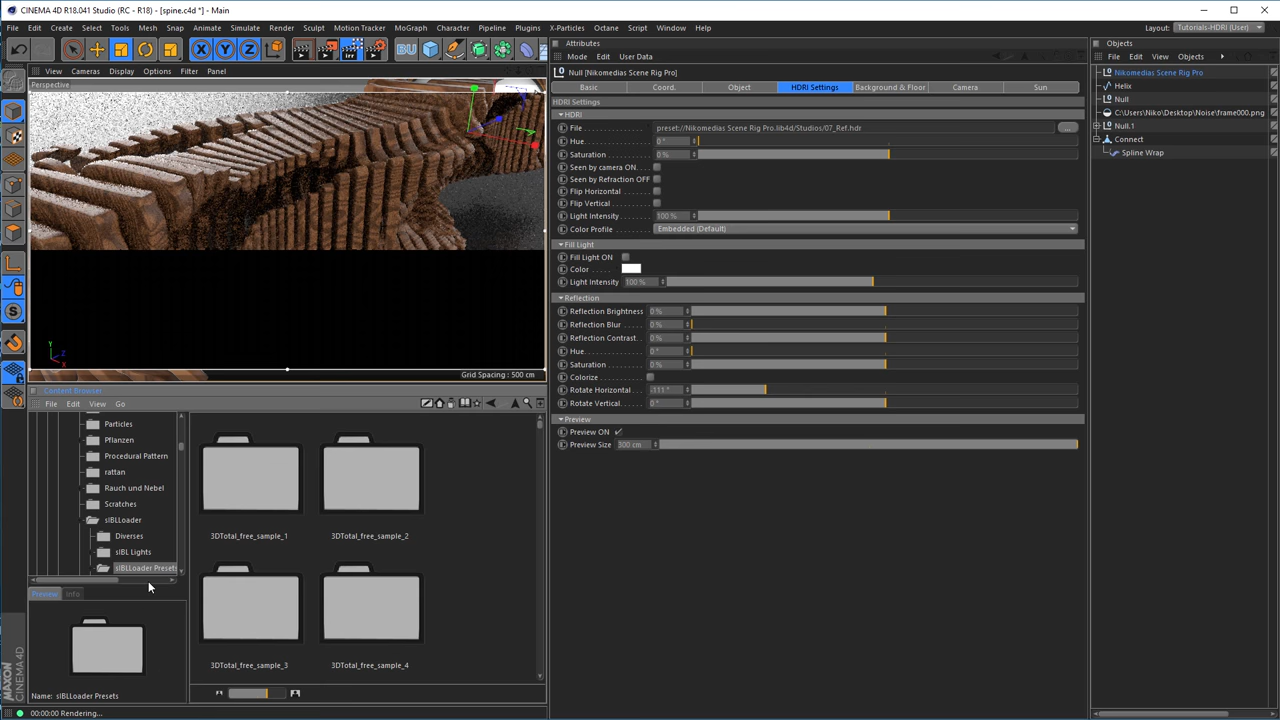 CINEMA 4D R18.041 Studio (RC - R18) - [spine.c4d *] - Main
File Edit Create Select Tools Mesh Snap Animate Simulate Render Sculpt Motion Tracker MoGraph Character Pipeline Plugins X-Particles Octane Script Window Help
Layout: Tutorials-HDRI (User)
BU
View Cameras Display Options Filter Panel
Perspective
Y Z X
Grid Spacing : 500 cm
Content Browser
File Edit View Go
Particles
Pflanzen
Procedural Pattern
rattan
Rauch und Nebel
Scratches
sIBLLoader
Diverses
sIBL Lights
sIBLLoader Presets
Preview Info
Name: sIBLLoader Presets
3DTotal_free_sample_1
3DTotal_free_sample_2
3DTotal_free_sample_3
3DTotal_free_sample_4
MAXON
CINEMA 4D
00:00:00 Rendering...
Attributes
Mode Edit User Data
Null [Nikomedias Scene Rig Pro]
Basic Coord. Object HDRI Settings Background & Floor Camera Sun
HDRI Settings
HDRI
File preset://Nikomedias Scene Rig Pro.lib4d/Studios/07_Ref.hdr ...
Hue 0 °
Saturation 0 %
Seen by camera ON
Seen by Refraction OFF
Flip Horizontal
Flip Vertical
Light Intensity 100 %
Color Profile Embedded (Default)
Fill Light
Fill Light ON
Color
Light Intensity 100 %
Reflection
Reflection Brightness 0 %
Reflection Blur 0 %
Reflection Contrast 0 %
Hue 0 °
Saturation 0 %
Colorize
Rotate Horizontal -111 °
Rotate Vertical 0 °
Preview
Preview ON
Preview Size 300 cm
Objects
File Edit View Objects
Nikomedias Scene Rig Pro
Helix
Null
C:\Users\Niko\Desktop\Noise\frame000.png
Null.1
Connect
Spline Wrap